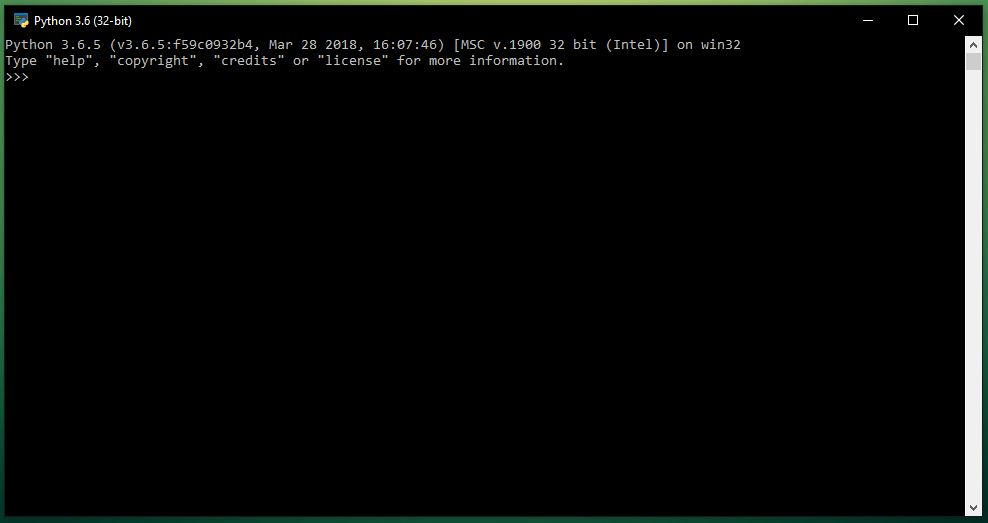 Python 3.6 (32-bit)
Python 3.6.5 (v3.6.5:f59c0932b4, Mar 28 2018, 16:07:46) [MSC v.1900 32 bit (Intel)] on win32
Type "help", "copyright", "credits" or "license" for more information.
>>>